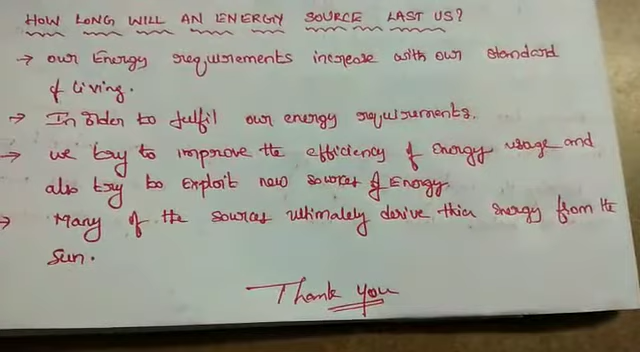 HOW LONG WILL AN ENERGY SOURCE LAST US?
→ our Energy requirements increase with our standard
of living.
→ In order to fulfil our energy requirements.
→ we try to improve the efficiency of energy usage and
also try to exploit new sources of Energy
→ Many of the sources ultimalely derive their energy from the
Sun.
Thank you